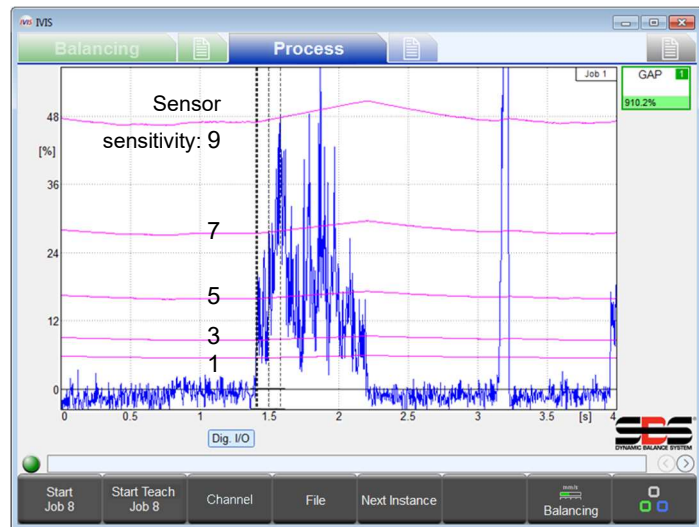 IVIS IVIS
Balancing
Process
Job 1
GAP 1
910.2%
48
[%]
36
24
12
0
Sensor
sensitivity: 9
7
5
3
1
0 0.5 1 1.5 2 2.5 3 3.5 [s] 4
Dig. I/O
SBS
DYNAMIC BALANCE SYSTEM
Start
Job 8
Start Teach
Job 8
Channel
File
Next Instance
mm/s
Balancing